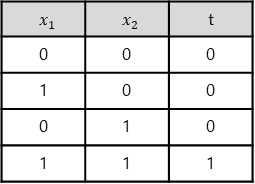 x₁ x₂ t
0 0 0
1 0 0
0 1 0
1 1 1